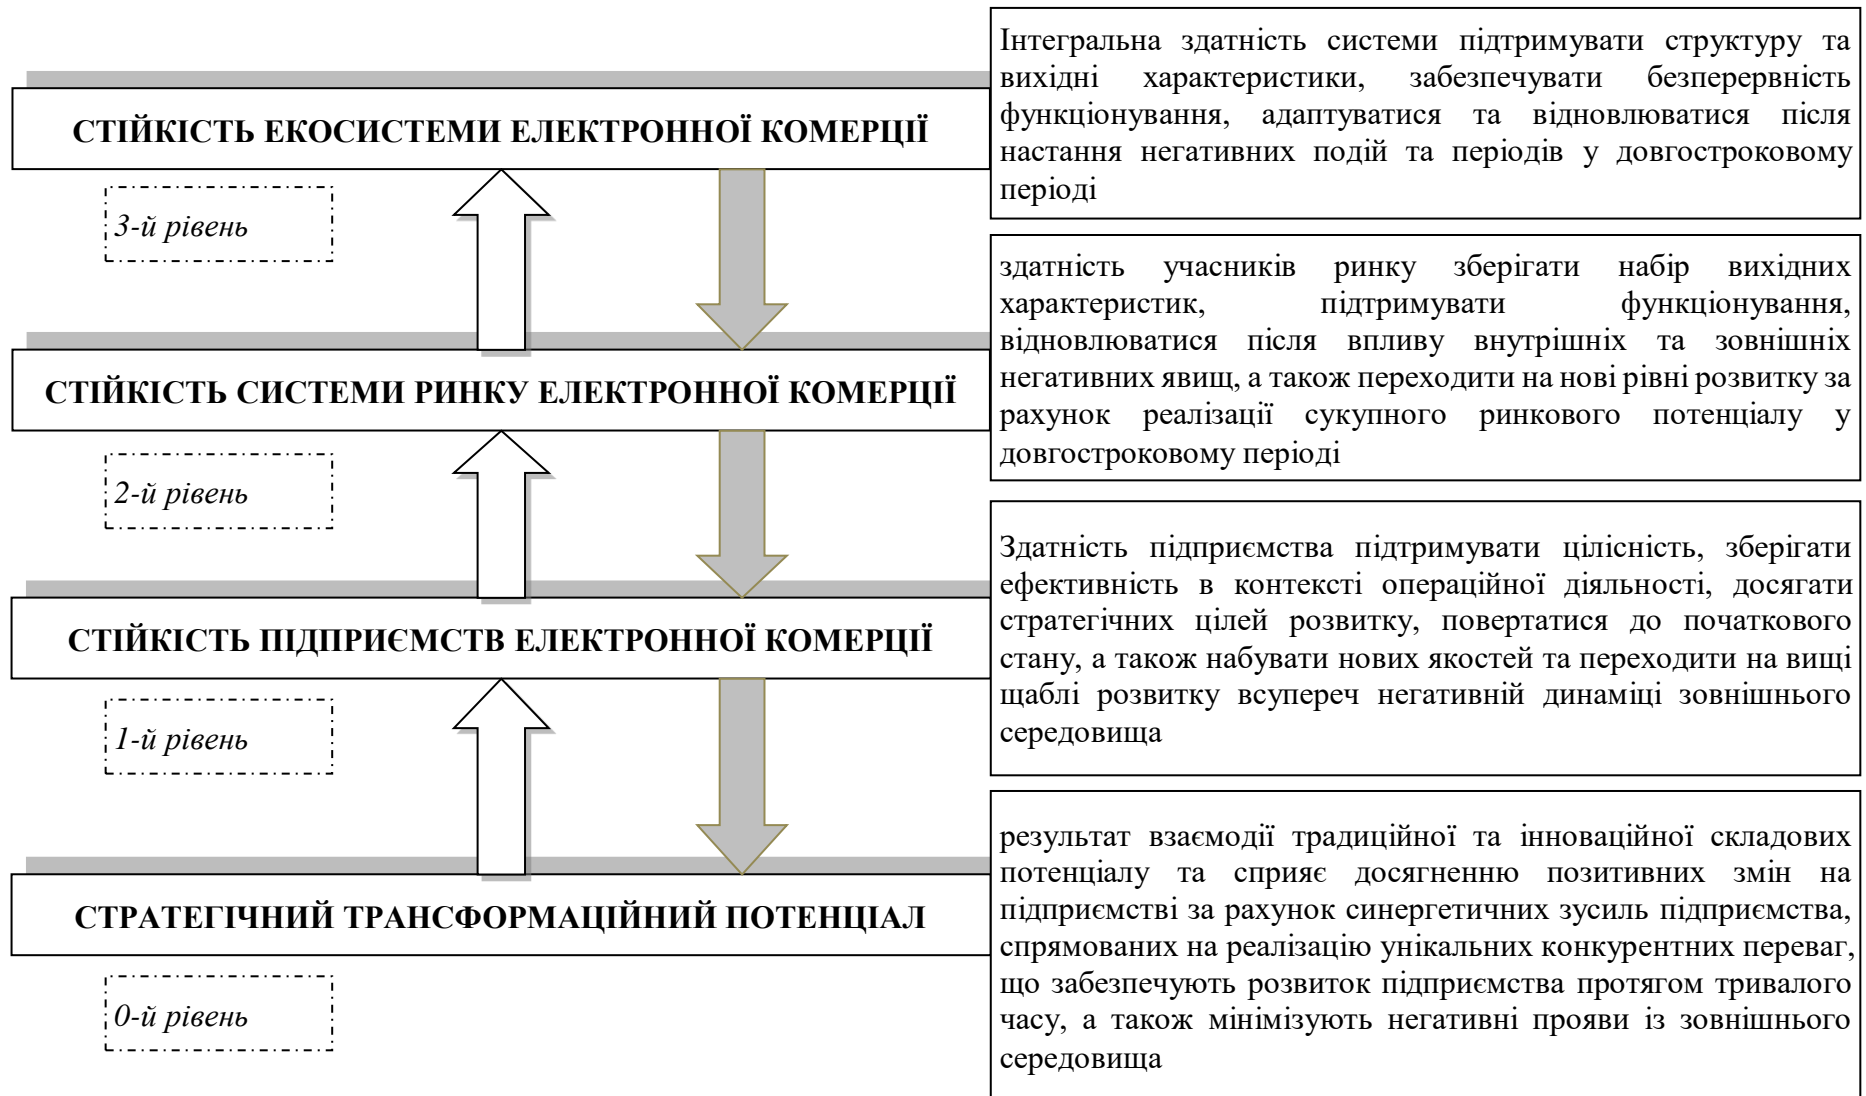 Інтегральна здатність системи підтримувати структуру та
вихідні характеристики, забезпечувати безперервність
функціонування, адаптуватися та відновлюватися після
настання негативних подій та періодів у довгостроковому
періоді
СТІЙКІСТЬ ЕКОСИСТЕМИ ЕЛЕКТРОННОЇ КОМЕРЦІЇ
3-й рівень
здатність учасників ринку зберігати набір вихідних
характеристик, підтримувати функціонування,
відновлюватися після впливу внутрішніх та зовнішніх
негативних явищ, а також переходити на нові рівні розвитку за
рахунок реалізації сукупного ринкового потенціалу у
довгостроковому періоді
СТІЙКІСТЬ СИСТЕМИ РИНКУ ЕЛЕКТРОННОЇ КОМЕРЦІЇ
2-й рівень
Здатність підприємства підтримувати цілісність, зберігати
ефективність в контексті операційної діяльності, досягати
стратегічних цілей розвитку, повертатися до початкового
стану, а також набувати нових якостей та переходити на вищі
щаблі розвитку всупереч негативній динаміці зовнішнього
середовища
СТІЙКІСТЬ ПІДПРИЄМСТВ ЕЛЕКТРОННОЇ КОМЕРЦІЇ
1-й рівень
результат взаємодії традиційної та інноваційної складових
потенціалу та сприяє досягненню позитивних змін на
підприємстві за рахунок синергетичних зусиль підприємства,
спрямованих на реалізацію унікальних конкурентних переваг,
що забезпечують розвиток підприємства протягом тривалого
часу, а також мінімізують негативні прояви із зовнішнього
середовища
СТРАТЕГІЧНИЙ ТРАНСФОРМАЦІЙНИЙ ПОТЕНЦІАЛ
0-й рівень